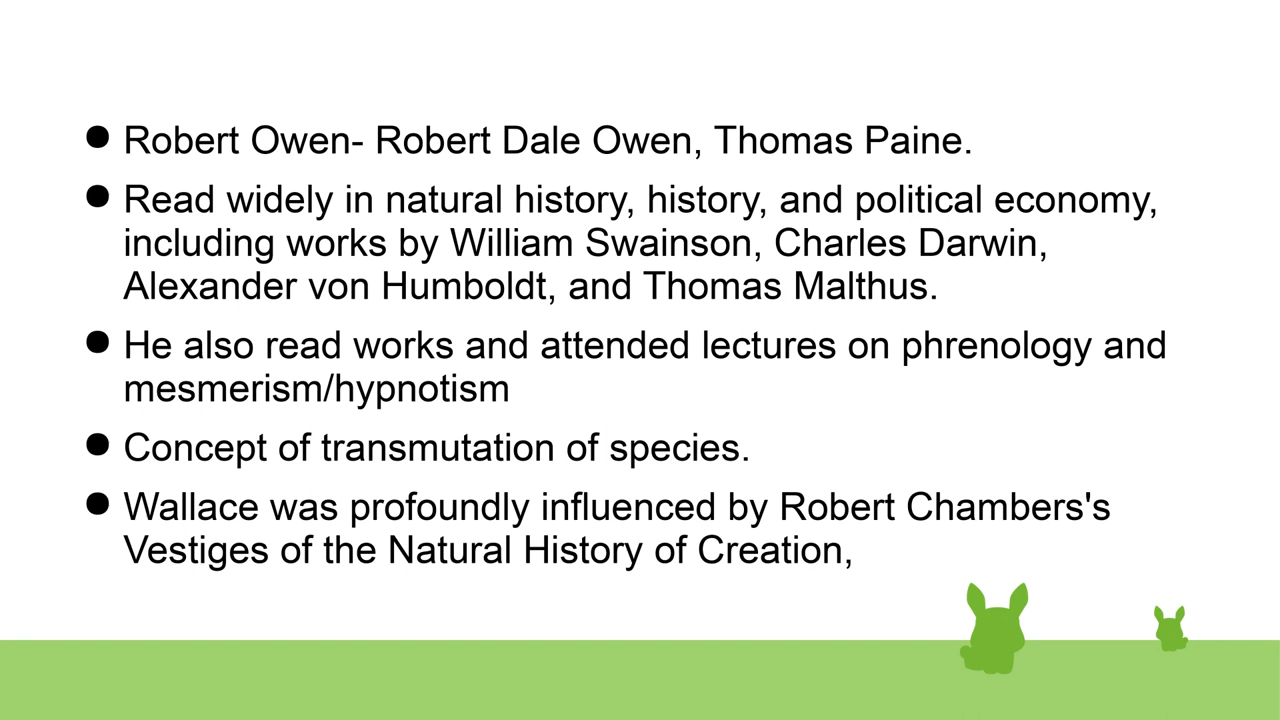 ● Robert Owen- Robert Dale Owen, Thomas Paine.
● Read widely in natural history, history, and political economy,
including works by William Swainson, Charles Darwin,
Alexander von Humboldt, and Thomas Malthus.
● He also read works and attended lectures on phrenology and
mesmerism/hypnotism
● Concept of transmutation of species.
● Wallace was profoundly influenced by Robert Chambers's
Vestiges of the Natural History of Creation,